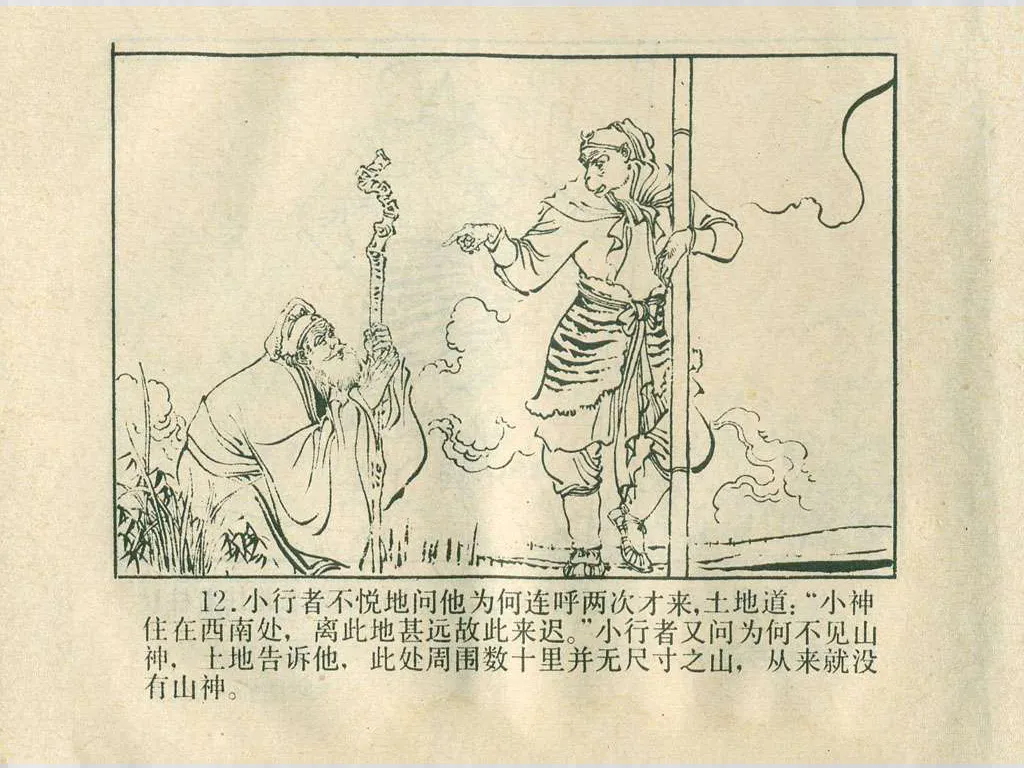 12.小行者不悦地问他为何连呼两次才来,土地道:“小神
住在西南处，离此地甚远故此来迟。”小行者又问为何不见山
神，土地告诉他，此处周围数十里并无尺寸之山，从来就没
有山神。